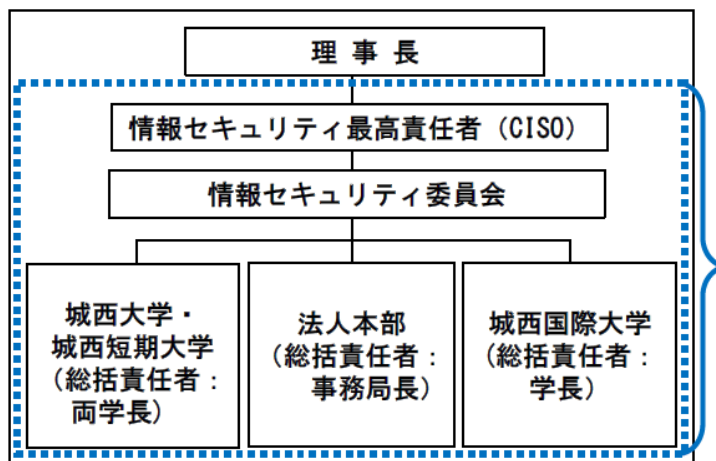 理 事 長
情報セキュリティ最高責任者（CISO）
情報セキュリティ委員会
城西大学・
城西短期大学
（総括責任者：
両学長）
法人本部
（総括責任者：
事務局長）
城西国際大学
（総括責任者：
学長）